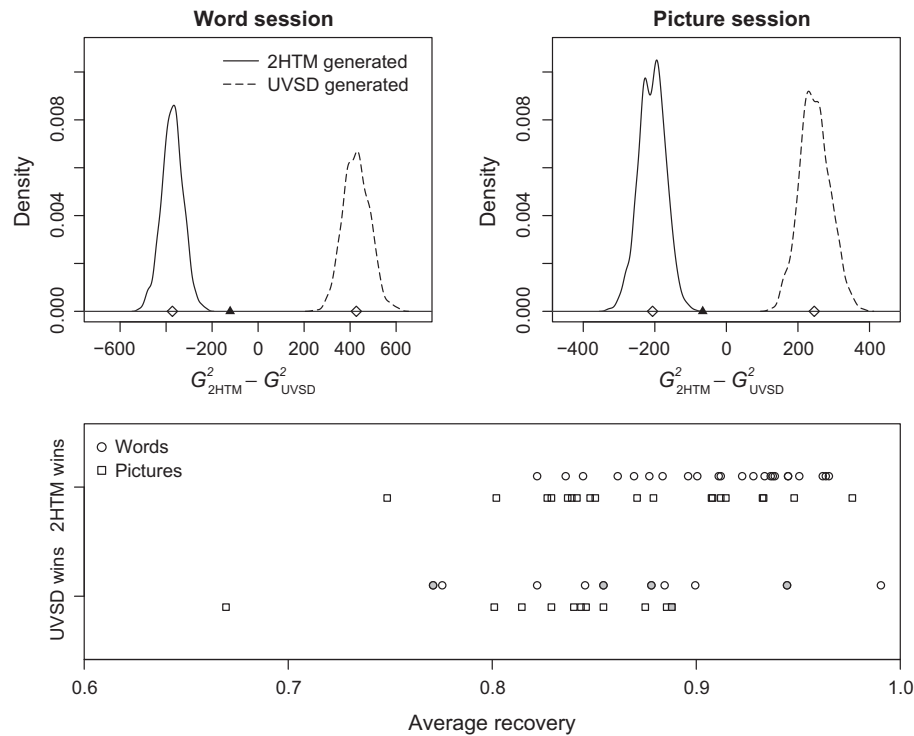 Word session
2HTM generated
UVSD generated
Density
0.000
0.004
0.008
−600
−200
0
200
400
600
G²2HTM − G²UVSD
Picture session
Density
0.000
0.004
0.008
−400
−200
0
200
400
G²2HTM − G²UVSD
Words
Pictures
2HTM wins
UVSD wins
0.6
0.7
0.8
0.9
1.0
Average recovery